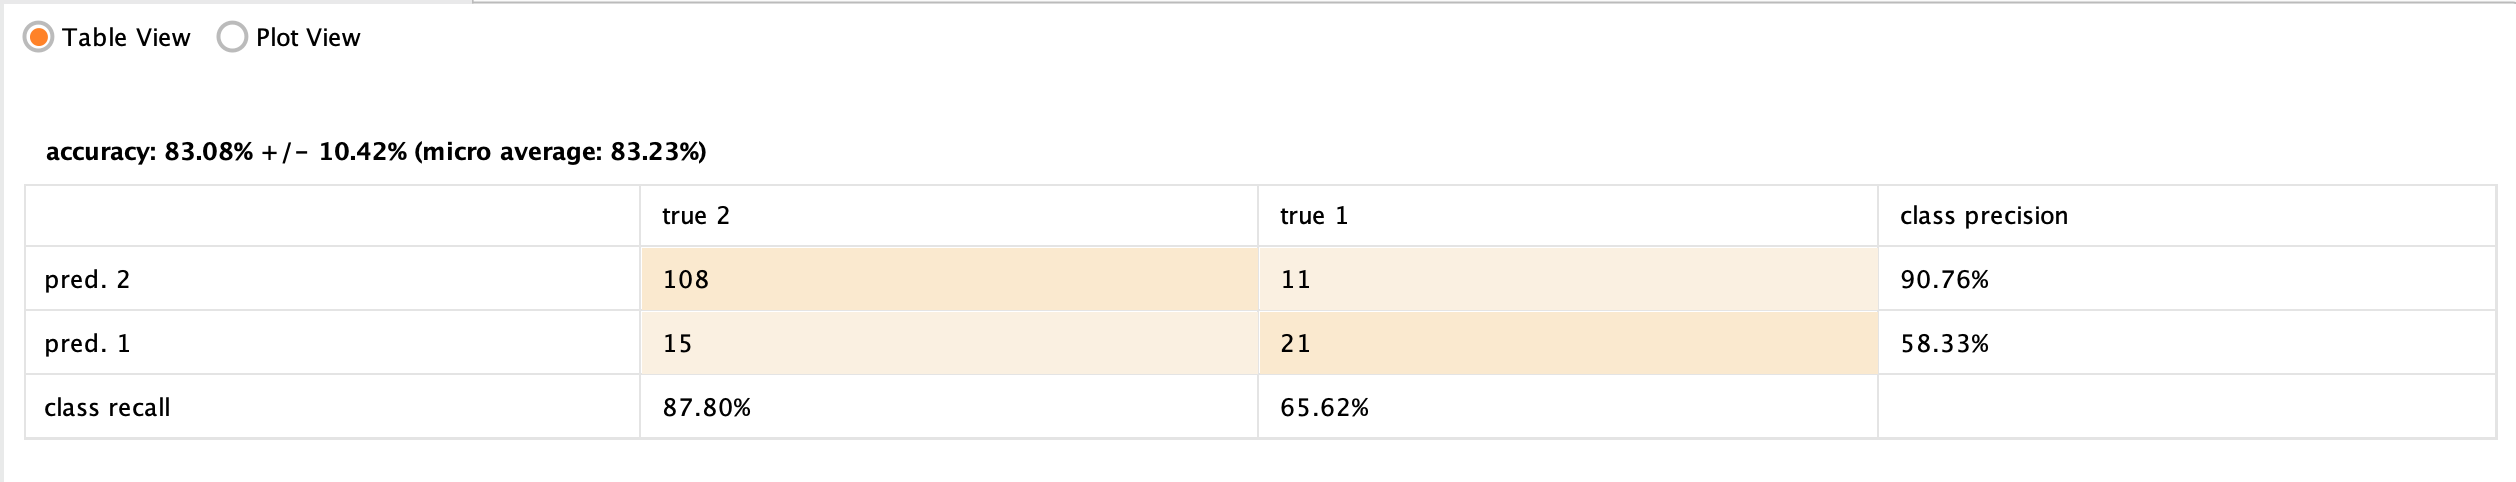 Table View Plot View
accuracy: 83.08% +/- 10.42% (micro average: 83.23%)
true 2 true 1 class precision
pred. 2 108 11 90.76%
pred. 1 15 21 58.33%
class recall 87.80% 65.62%